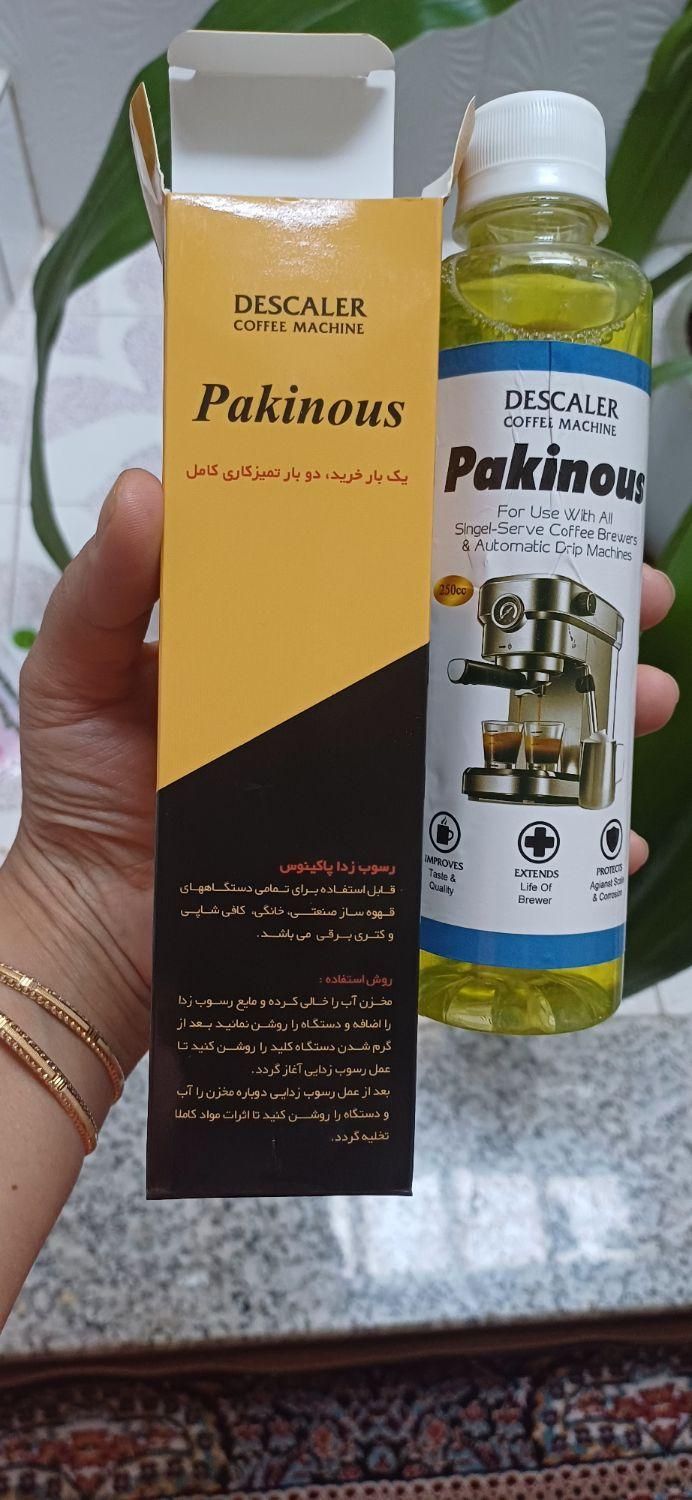 DESCALER
COFFEE MACHINE
Pakinous
یک بار خرید، دو بار تمیزکاری کامل
رسوب زدا پاکینوس
قابل استفاده برای تمامی دستگاههای
قهوه ساز صنعتی، خانگی، کافی شاپی
و کتری برقی می باشد.
روش استفاده :
مخزن آب را خالی کرده و مایع رسوب زدا
را اضافه و دستگاه را روشن نمائید بعد از
گرم شدن دستگاه کلید را روشن کنید تا
عمل رسوب زدایی آغاز گردد.
بعد از عمل رسوب زدایی دوباره مخزن را آب
و دستگاه را روشن کنید تا اثرات مواد کاملا
تخلیه گردد.
DESCALER
COFFEE MACHINE
Pakinous
For Use With All
Singel-Serve Coffee Brewers
& Automatic Drip Machines
250cc
IMPROVES
Taste &
Quality
EXTENDS
Life Of
Brewer
PROTECTS
Agianst Scale
& Corrosion